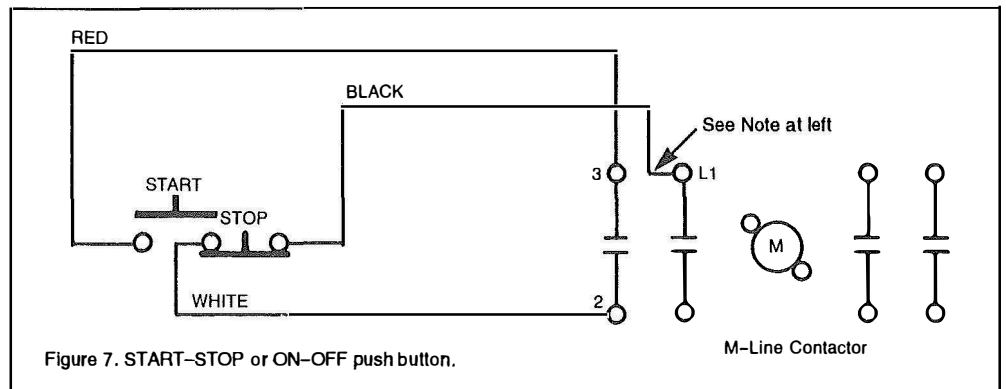 RED
BLACK
See Note at left
3
L1
START
STOP
M
WHITE
2
M-Line Contactor
Figure 7. START-STOP or ON-OFF push button.